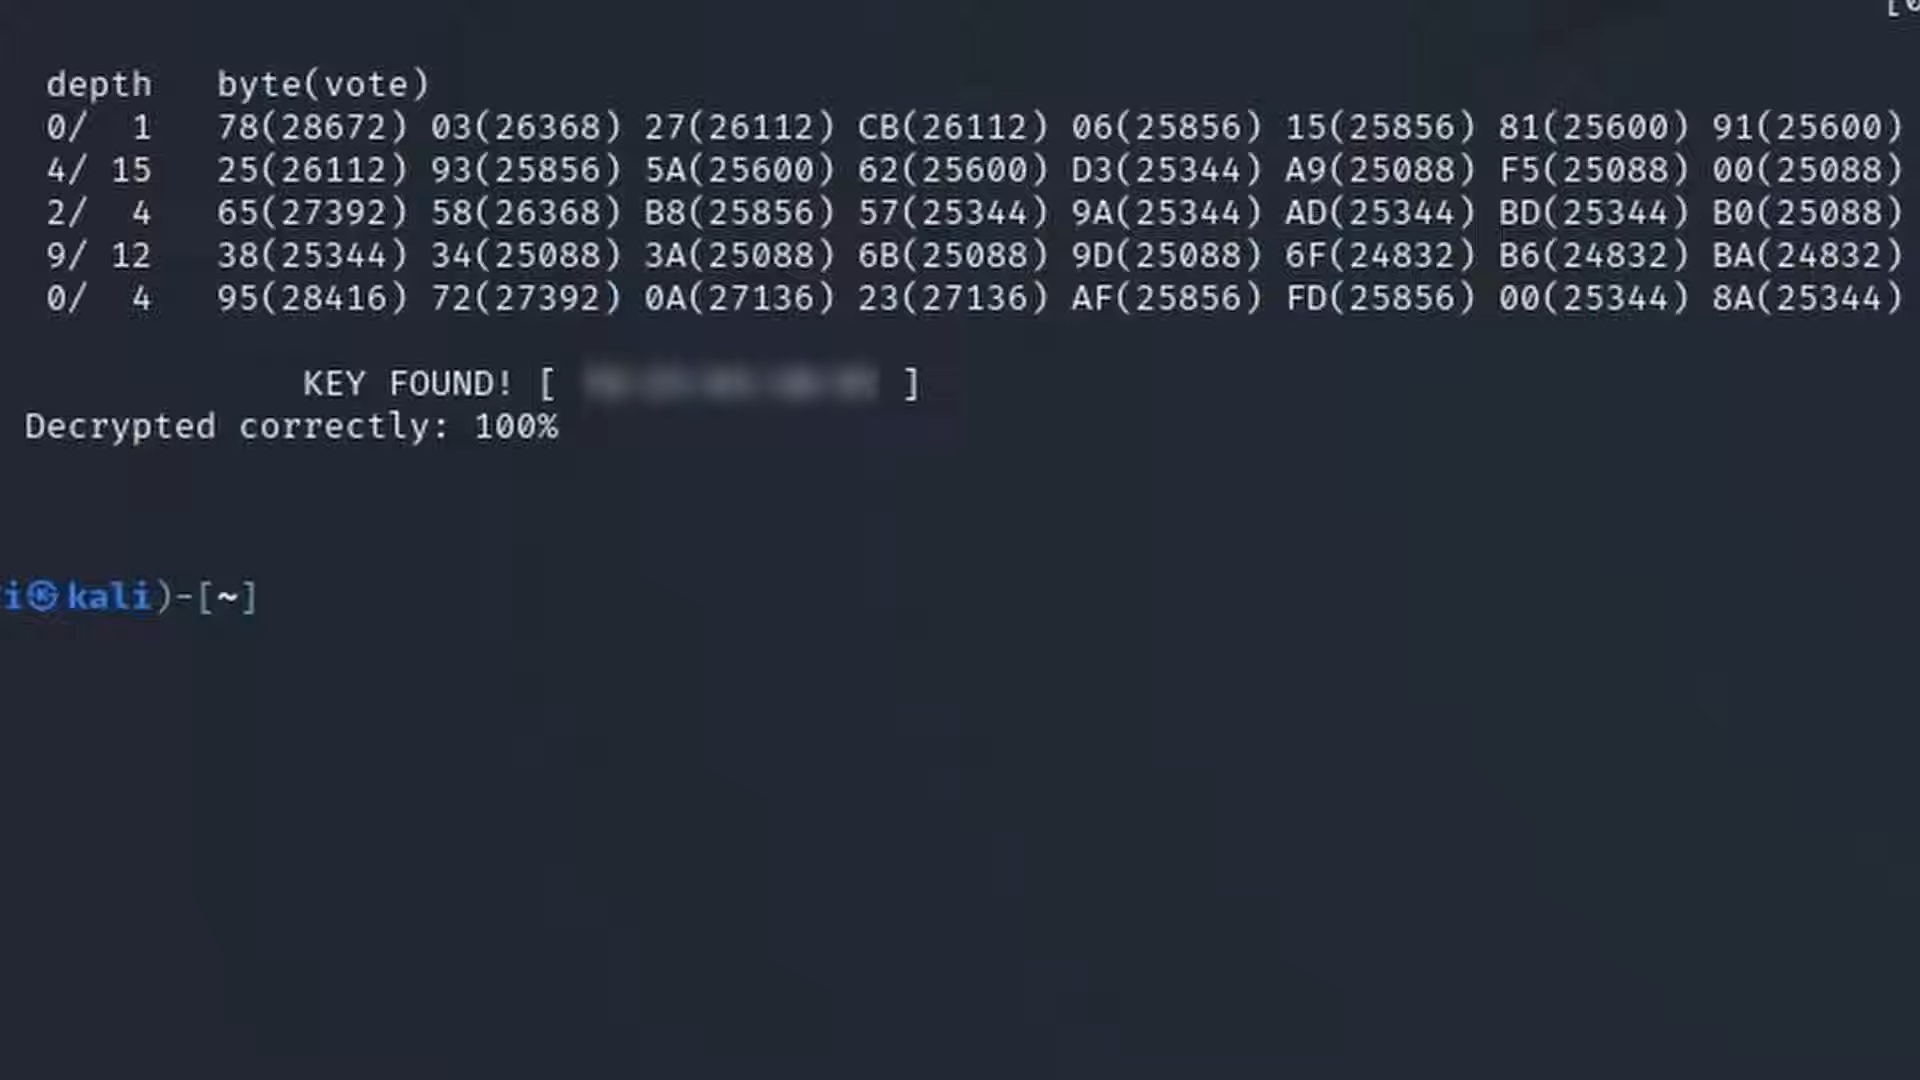 [0
depth byte(vote)
0/ 1 78(28672) 03(26368) 27(26112) CB(26112) 06(25856) 15(25856) 81(25600) 91(25600)
4/ 15 25(26112) 93(25856) 5A(25600) 62(25600) D3(25344) A9(25088) F5(25088) 00(25088)
2/ 4 65(27392) 58(26368) B8(25856) 57(25344) 9A(25344) AD(25344) BD(25344) B0(25088)
9/ 12 38(25344) 34(25088) 3A(25088) 6B(25088) 9D(25088) 6F(24832) B6(24832) BA(24832)
0/ 4 95(28416) 72(27392) 0A(27136) 23(27136) AF(25856) FD(25856) 00(25344) 8A(25344)
KEY FOUND! [ ]
Decrypted correctly: 100%
i㉿kali)-[~]